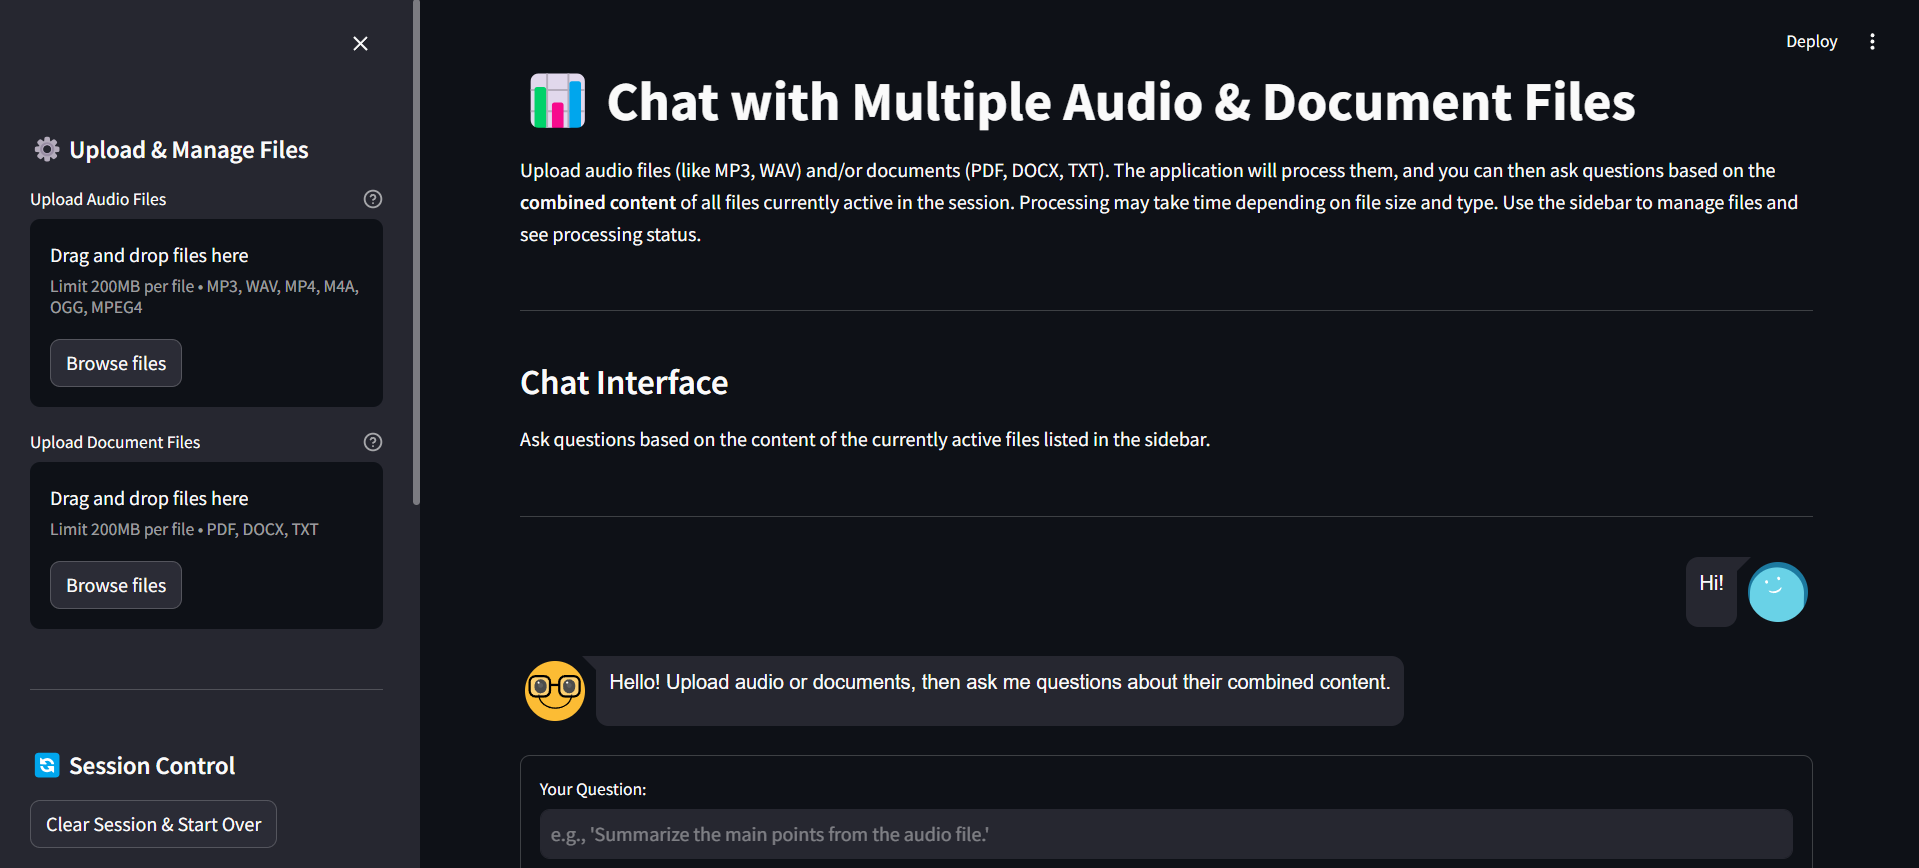 Deploy
Upload & Manage Files
Upload Audio Files
Drag and drop files here
Limit 200MB per file • MP3, WAV, MP4, M4A,
OGG, MPEG4
Browse files
Upload Document Files
Drag and drop files here
Limit 200MB per file • PDF, DOCX, TXT
Browse files
Session Control
Clear Session & Start Over
Chat with Multiple Audio & Document Files
Upload audio files (like MP3, WAV) and/or documents (PDF, DOCX, TXT). The application will process them, and you can then ask questions based on the
combined content of all files currently active in the session. Processing may take time depending on file size and type. Use the sidebar to manage files and
see processing status.
Chat Interface
Ask questions based on the content of the currently active files listed in the sidebar.
Hi!
Hello! Upload audio or documents, then ask me questions about their combined content.
Your Question:
e.g., 'Summarize the main points from the audio file.'